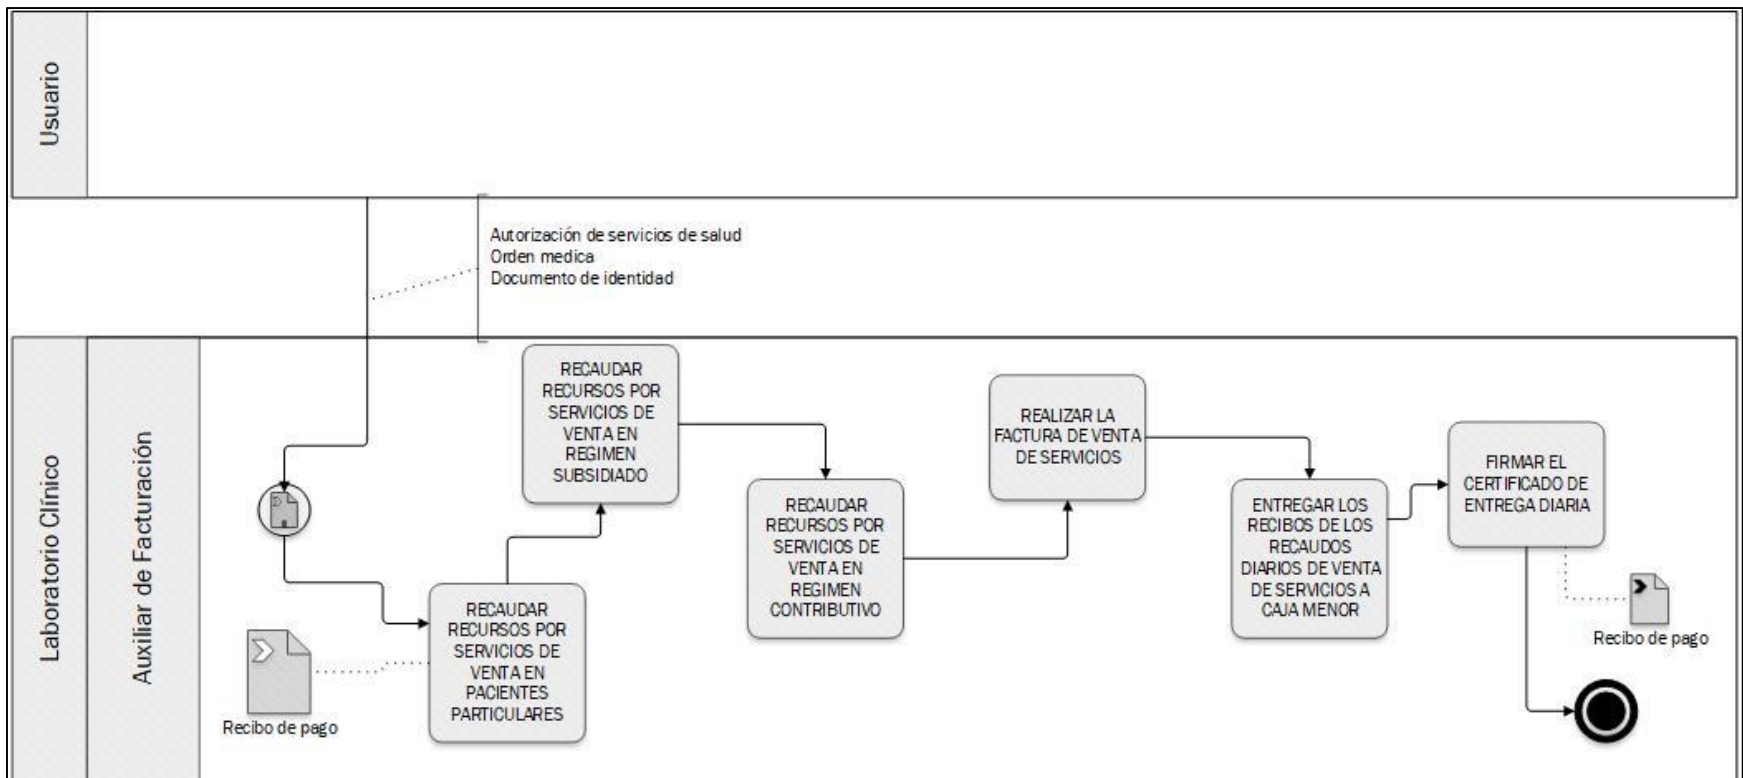 Usuario
Autorización de servicios de salud
Orden medica
Documento de identidad
Laboratorio Clínico
Auxiliar de Facturación
RECAUDAR
RECURSOS POR
SERVICIOS DE
VENTA EN
PACIENTES
PARTICULARES
Recibo de pago
RECAUDAR
RECURSOS POR
SERVICIOS DE
VENTA EN
REGIMEN
SUBSIDIADO
RECAUDAR
RECURSOS POR
SERVICIOS DE
VENTA EN
REGIMEN
CONTRIBUTIVO
REALIZAR LA
FACTURA DE VENTA
DE SERVICIOS
ENTREGAR LOS
RECIBOS DE LOS
RECAUDOS
DIARIOS DE VENTA
DE SERVICIOS A
CAJA MENOR
FIRMAR EL
CERTIFICADO DE
ENTREGA DIARIA
Recibo de pago